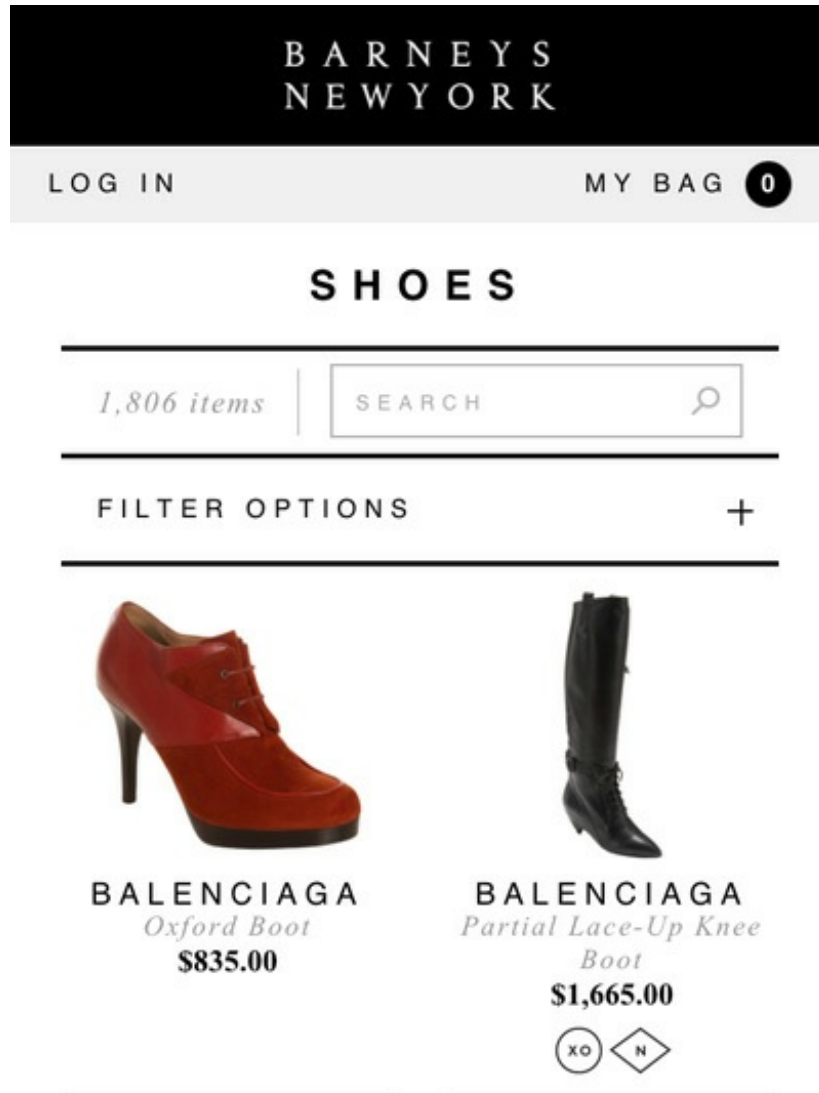 BARNEYS
NEWYORK
LOG IN
MY BAG 0
SHOES
1,806 items
SEARCH
FILTER OPTIONS +
BALENCIAGA
Oxford Boot
$835.00
BALENCIAGA
Partial Lace-Up Knee
Boot
$1,665.00
XO N